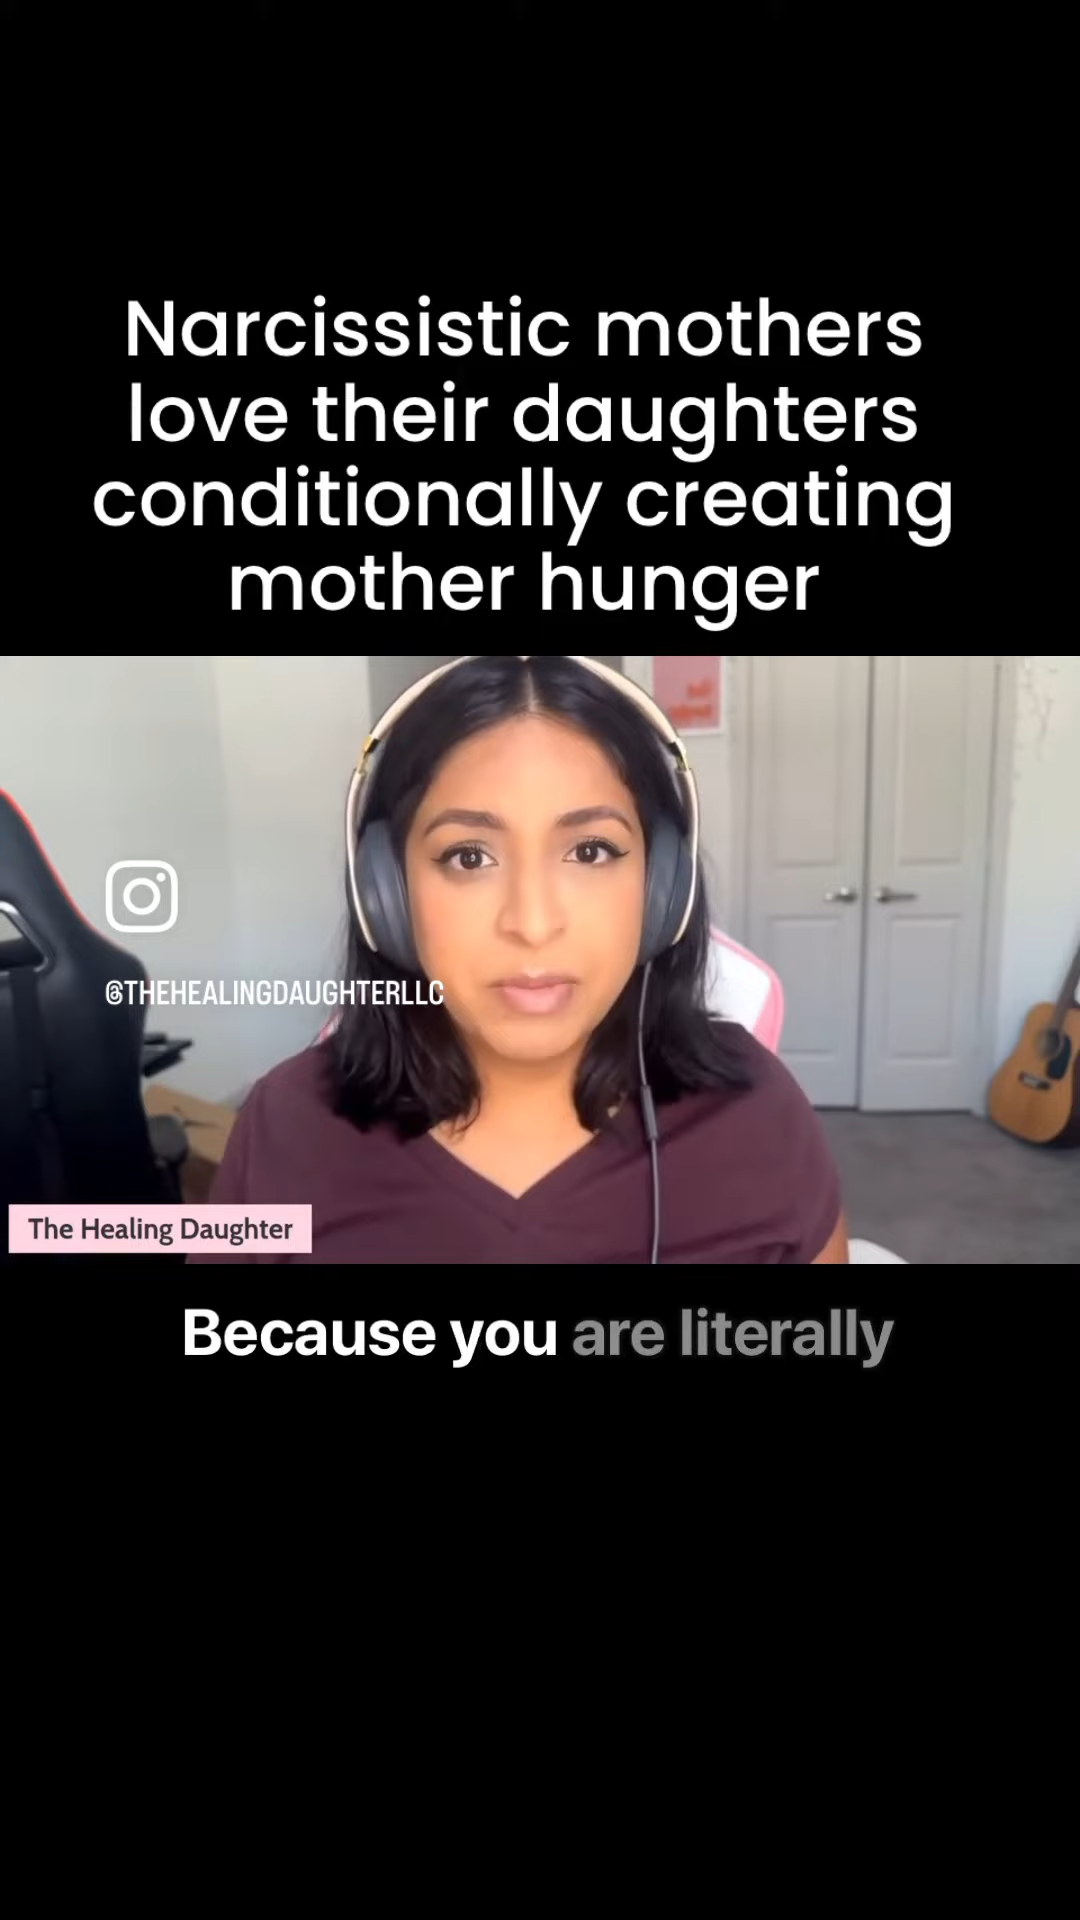 Narcissistic mothers
love their daughters
conditionally creating
mother hunger
@THEHEALINGDAUGHTERLLC
The Healing Daughter
Because you are literally